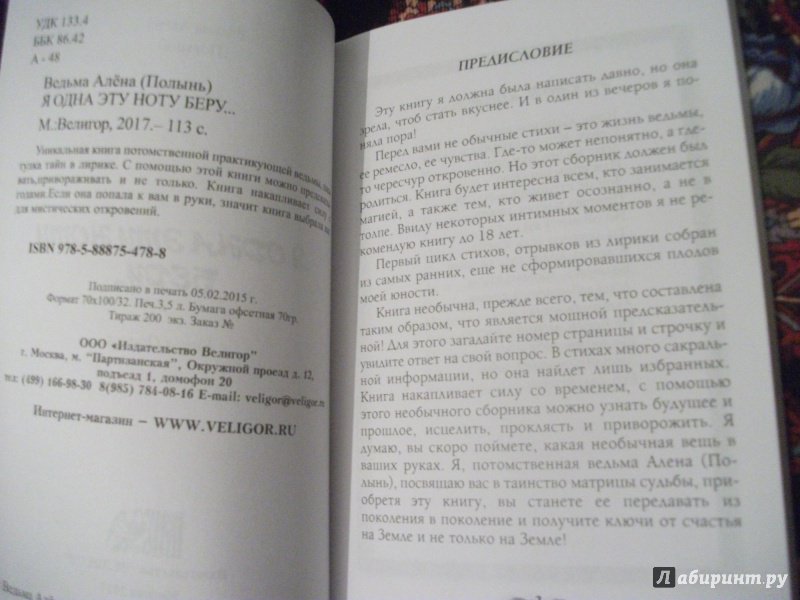 УДК 133.4
ББК 86.42
А - 48
Ведьма Алёна (Полынь)
Я ОДНА ЭТУ НОТУ БЕРУ...
М.:Велигор, 2017.– 113 с.
Уникальная книга потомственной практикующей ведьмы,
тулка тайн в лирике. С помощью этой книги можно
вать,привораживать и не только. Книга накапливает силу с
годами.Если она попала к вам в руки, значит книга выбрала
для мистических откровений.
ISBN 978-5-88875-478-8
Подписано в печать 05.02.2015 г.
Формат 70х100/32. Печ.3,5 л. Бумага офсетная 70гр.
Тираж 200 экз. Заказ №
ООО «Издательство Велигор"
г. Москва, м. "Партизанская", Окружной проезд д. 12,
подъезд 1, домофон 20
тел: (499) 166-98-30 8(985) 784-08-16 E-mail: veligor@veligor.ru
Интернет-магазин – WWW.VELIGOR.RU
Ведьма
ПРЕДИСЛОВИЕ
Эту книгу я должна была написать давно, но она
зрела, чтоб стать вкуснее. И в один из вечеров я по-
няла пора!
Перед вами не обычные стихи – это жизнь ведьмы,
ее ремесло, ее чувства. Где-то может непонятно, а где-
то чересчур откровенно. Но этот сборник должен был
родиться. Книга будет интересна всем, кто занимается
магией, а также тем, кто живет осознанно, а не в
толпе. Ввиду некоторых интимных моментов я не ре-
комендую книгу до 18 лет.
Первый цикл стихов, отрывков из лирики собран
из самых ранних, еще не сформировавшихся плодов
моей юности.
Книга необычна, прежде всего, тем, что составлена
таким образом, что является мощной предсказатель-
ной! Для этого загадайте номер страницы и строчку и
увидите ответ на свой вопрос. В стихах много сакраль-
ной информации, но она найдет лишь избранных.
Книга накапливает силу со временем, с помощью
этого необычного сборника можно узнать будущее и
прошлое, исцелить, проклясть и приворожить. Я
думаю, вы скоро поймете, какая необычная вещь в
ваших руках. Я, потомственная ведьма Алена (По-
лынь), посвящаю вас в таинство матрицы судьбы, при-
обретя эту книгу, вы станете ее передавать из
поколения в поколение и получите ключи от счастья
на Земле и не только на Земле!
Лабиринт.ру